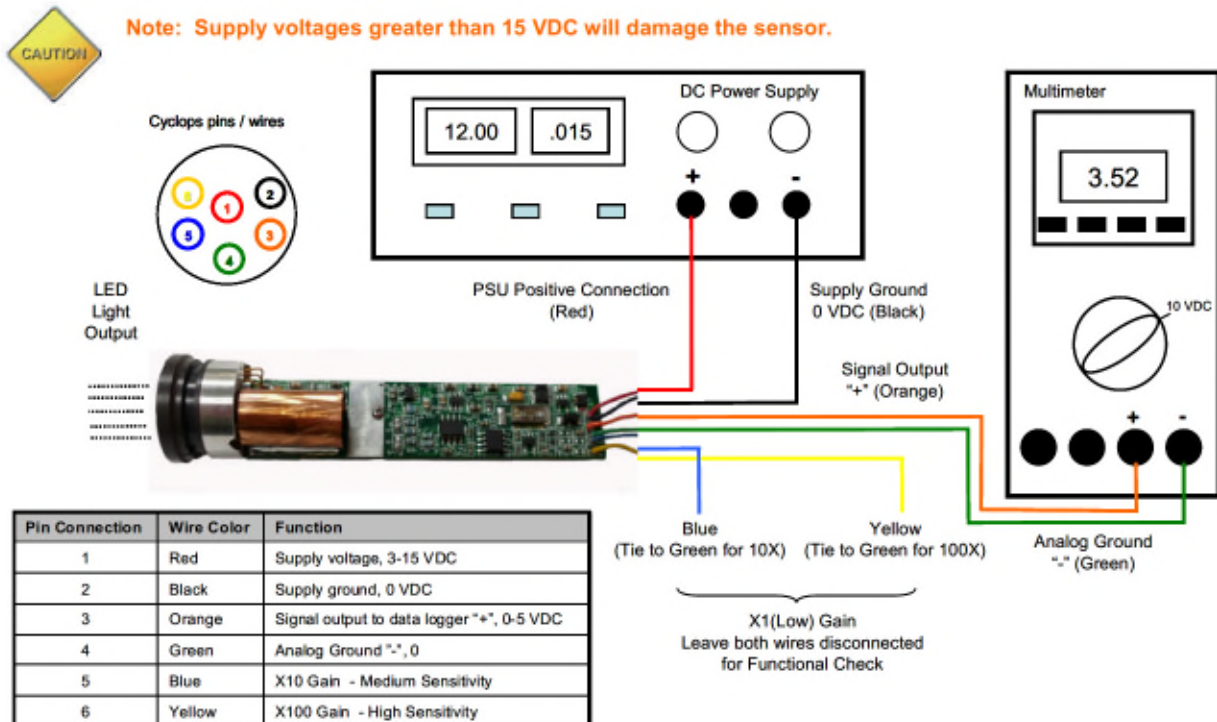 Note: Supply voltages greater than 15 VDC will damage the sensor.
CAUTION
DC Power Supply
Multimeter
Cyclops pins / wires
12.00
.015
3.52
+
-
6
1
2
5
3
4
10 VDC
LED
Light
Output
PSU Positive Connection
(Red)
Supply Ground
0 VDC (Black)
Signal Output
"+" (Orange)
+
-
Blue
(Tie to Green for 10X)
Yellow
(Tie to Green for 100X)
Analog Ground
"-" (Green)
X1(Low) Gain
Leave both wires disconnected
for Functional Check
Pin Connection Wire Color Function
1 Red Supply voltage, 3-15 VDC
2 Black Supply ground, 0 VDC
3 Orange Signal output to data logger "+", 0-5 VDC
4 Green Analog Ground "-", 0
5 Blue X10 Gain - Medium Sensitivity
6 Yellow X100 Gain - High Sensitivity